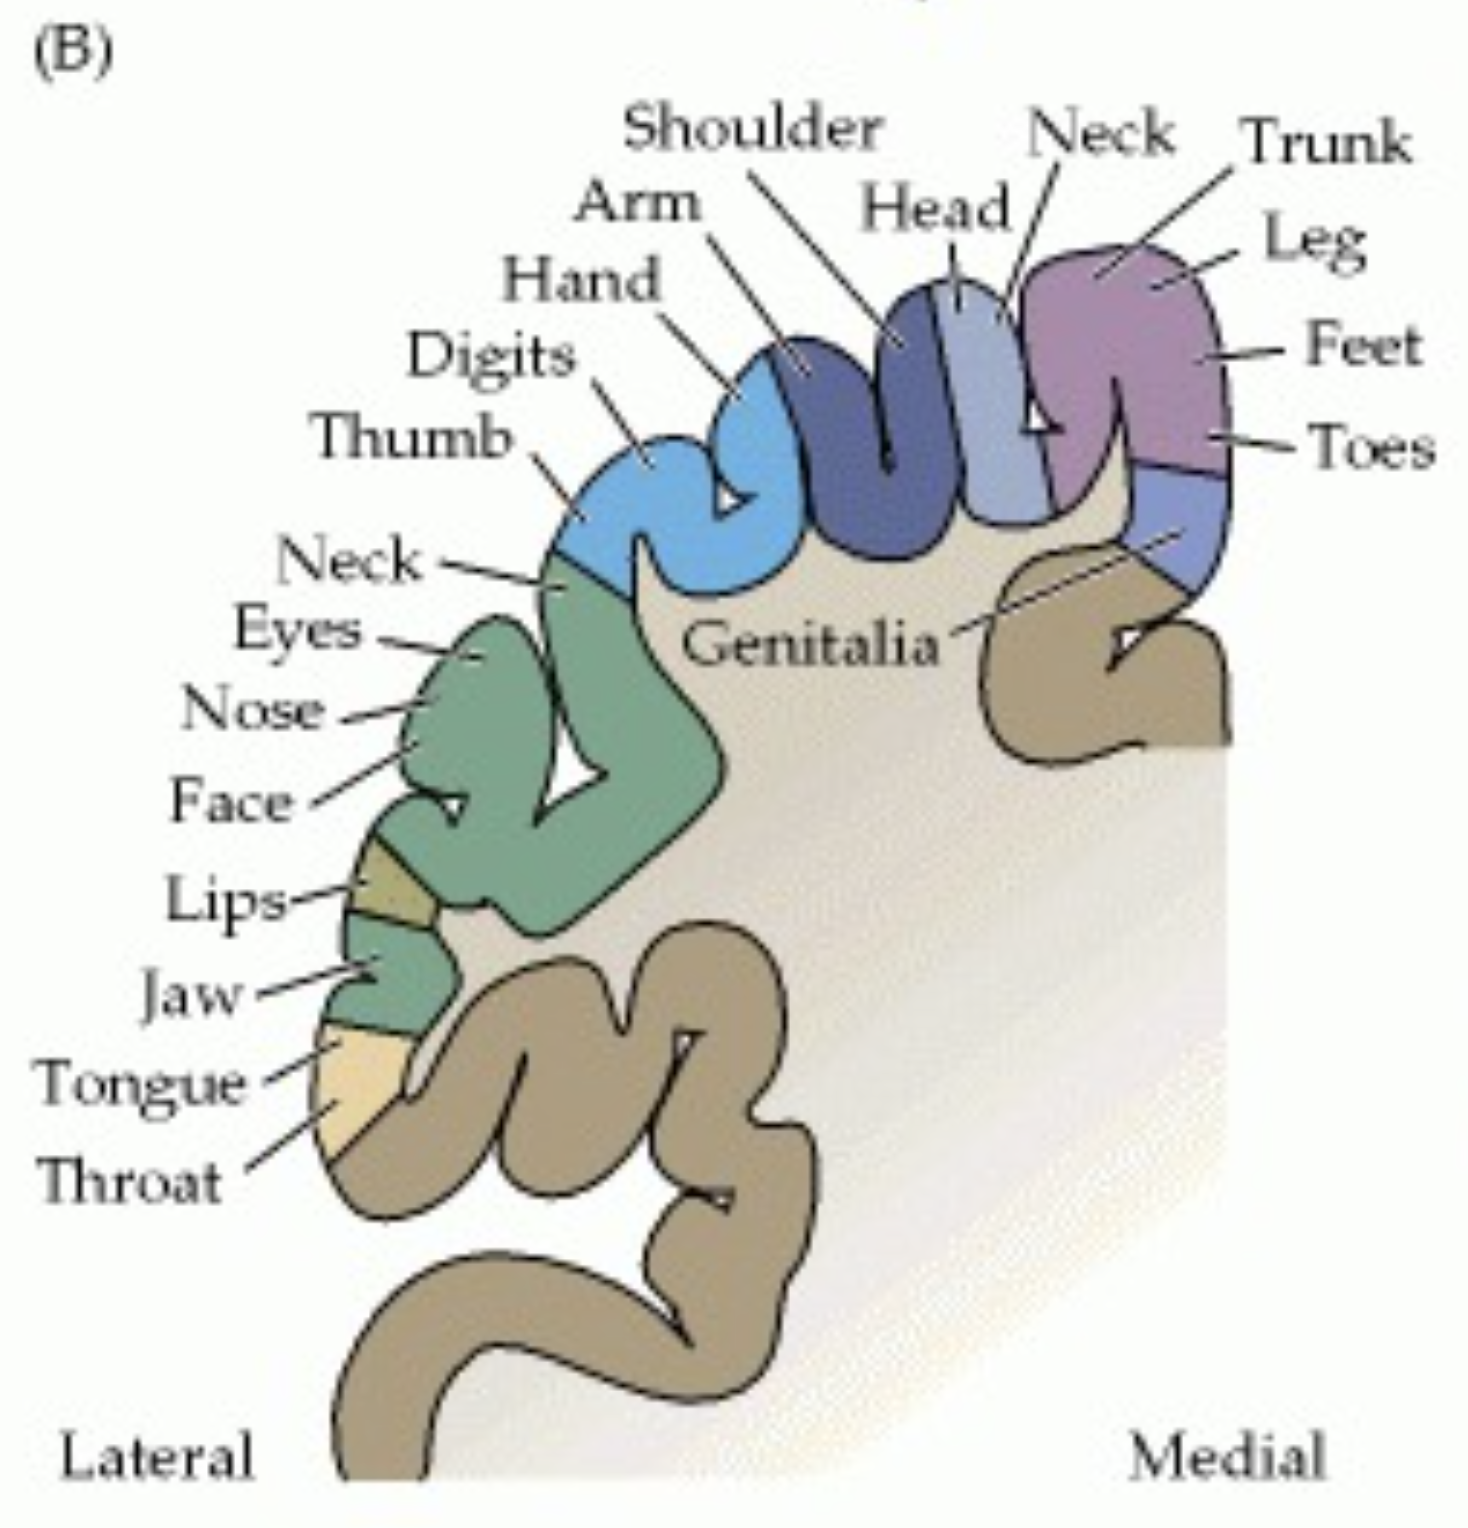 (B)
Shoulder
Neck
Trunk
Arm
Head
Leg
Hand
Digits
Feet
Thumb
Toes
Neck
Eyes
Genitalia
Nose
Face
Lips
Jaw
Tongue
Throat
Lateral
Medial